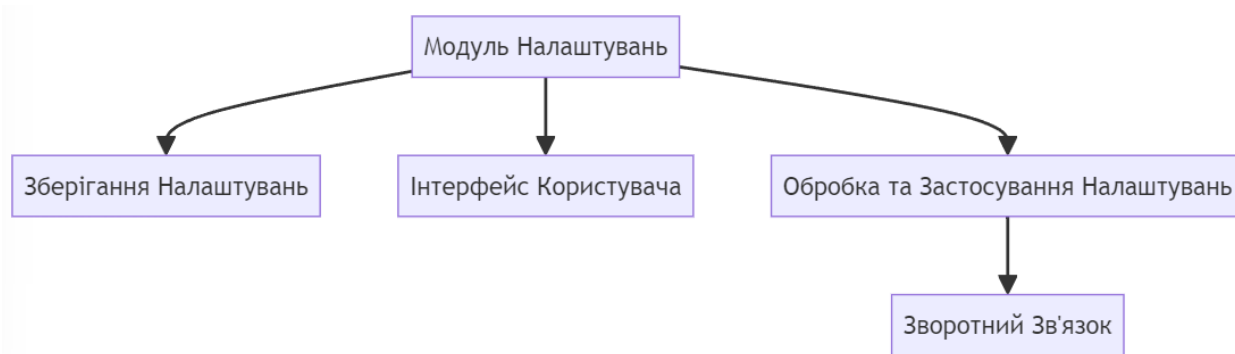 Модуль Налаштувань
Зберігання Налаштувань
Інтерфейс Користувача
Обробка та Застосування Налаштувань
Зворотний Зв'язок